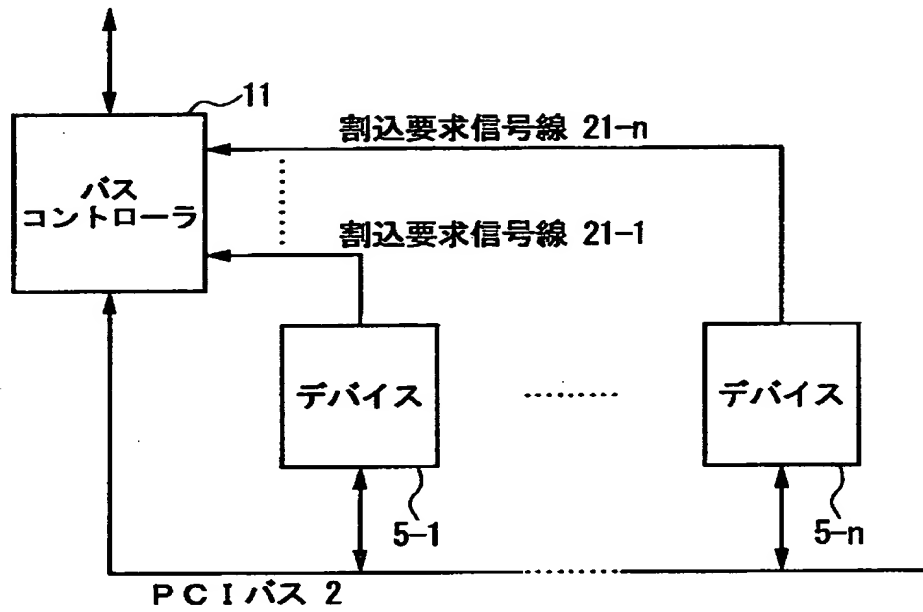 11
割込要求信号線 21-n
バス
コントローラ
割込要求信号線 21-1
デバイス
デバイス
5-1
5-n
PCIバス 2